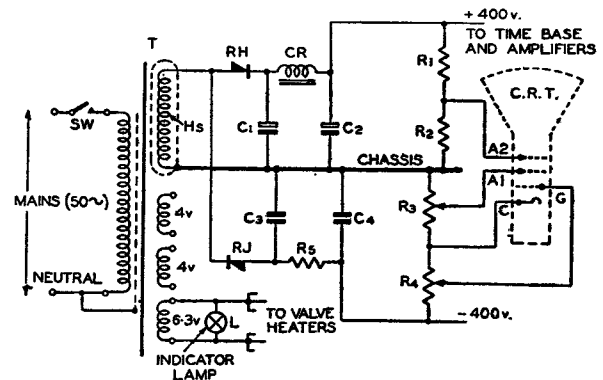 +400v.
TO TIME BASE
AND AMPLIFIERS
T
RH
CR
R1
C.R.T.
SW
HS
C1
C2
R2
A2
CHASSIS
A1
MAINS (50~)
G
C
4v
C3
C4
R3
RJ
R5
4v
R4
NEUTRAL
6·3v
L
TO VALVE
HEATERS
-400v.
INDICATOR
LAMP